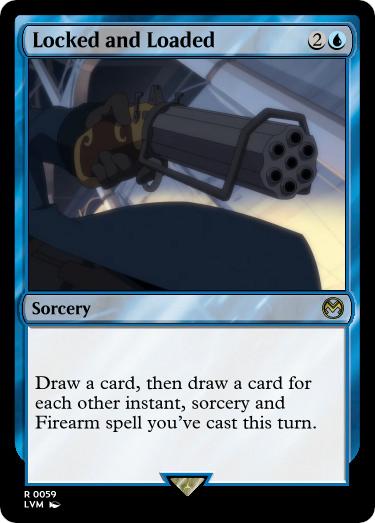 Locked and Loaded 2
Sorcery
Draw a card, then draw a card for
each other instant, sorcery and
Firearm spell you've cast this turn.
R 0059
LVM